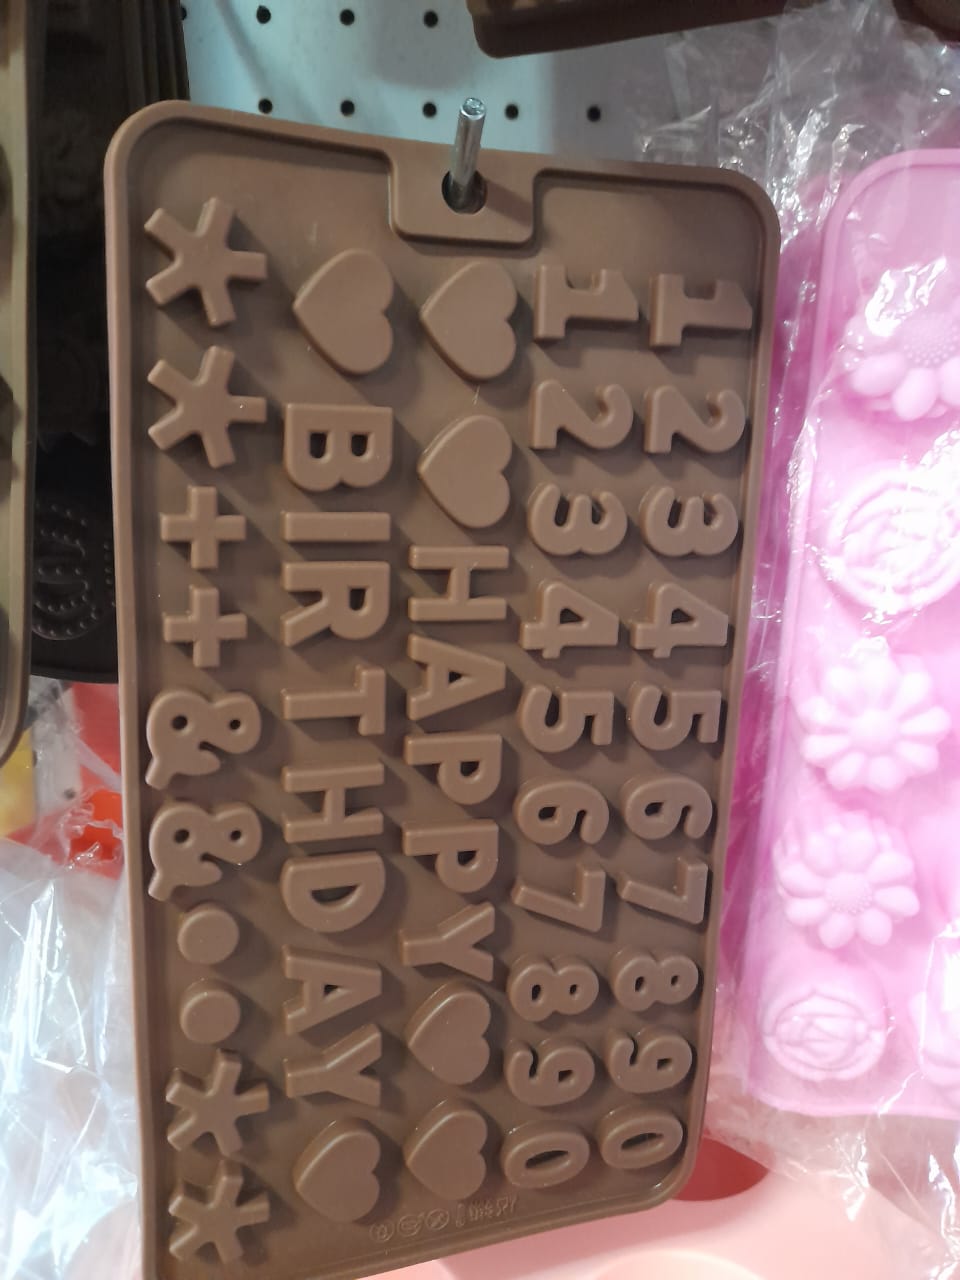 1234567890
1234567890
♥♥HAPPY♥♥
♥BIRTHDAY♥
**++&&••**